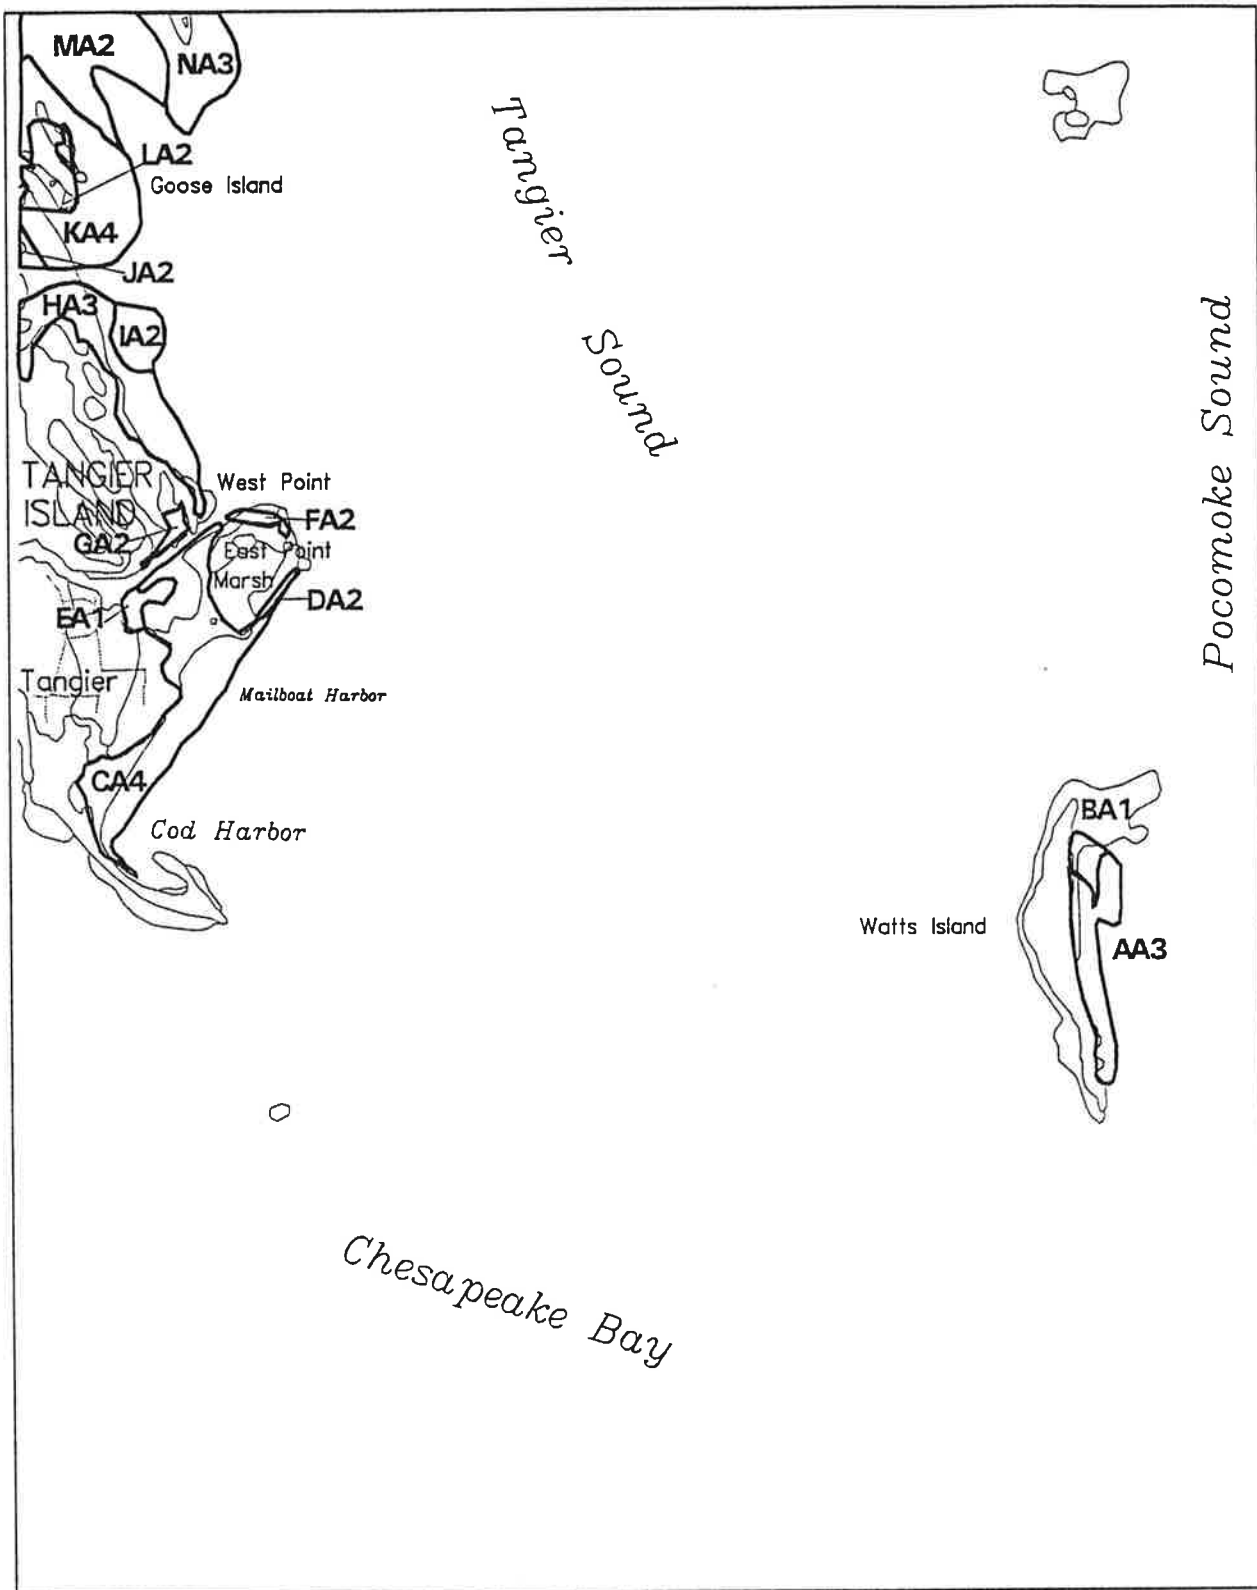 MA2
NA3
LA2
Goose Island
KA4
JA2
HA3
IA2
Tangier
Sound
Pocomoke Sound
TANGIER
ISLAND
West Point
GA2
FA2
East Point
Marsh
DA2
EA1
Tangier
Mailboat Harbor
CA4
Cod Harbor
BA1
Watts Island
AA3
Chesapeake Bay